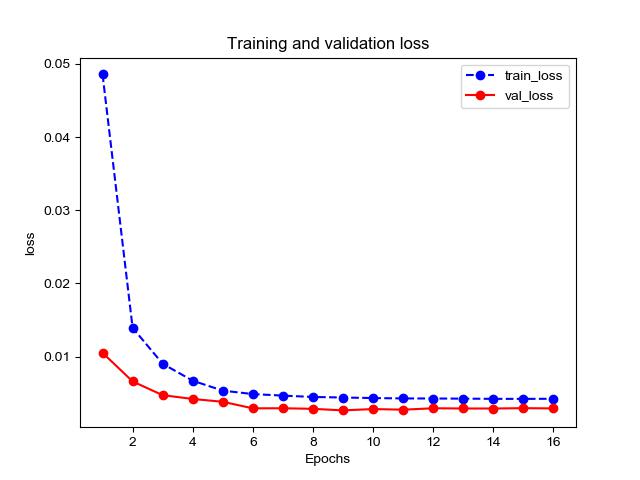 Training and validation loss
train_loss
val_loss
loss
0.05
0.04
0.03
0.02
0.01
2 4 6 8 10 12 14 16
Epochs